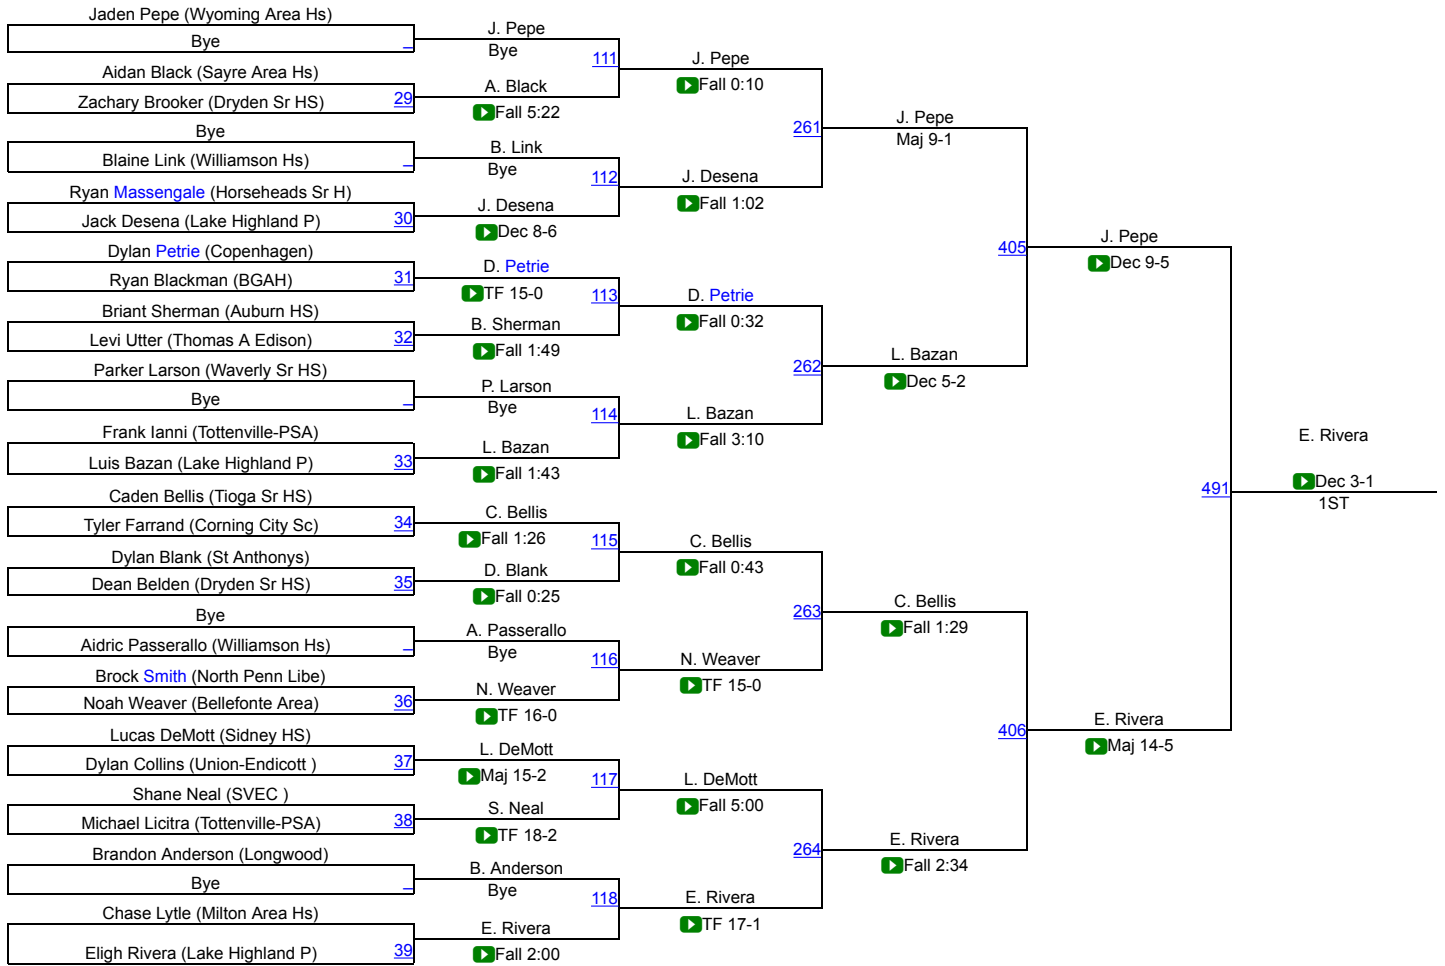 Jaden Pepe (Wyoming Area Hs)
Bye
Aidan Black (Sayre Area Hs)
Zachary Brooker (Dryden Sr HS) 29
Bye
Blaine Link (Williamson Hs)
Ryan Massengale (Horseheads Sr H)
Jack Desena (Lake Highland P) 30
Dylan Petrie (Copenhagen)
Ryan Blackman (BGAH) 31
Briant Sherman (Auburn HS)
Levi Utter (Thomas A Edison) 32
Parker Larson (Waverly Sr HS)
Bye
Frank Ianni (Tottenville-PSA)
Luis Bazan (Lake Highland P) 33
Caden Bellis (Tioga Sr HS)
Tyler Farrand (Corning City Sc) 34
Dylan Blank (St Anthonys)
Dean Belden (Dryden Sr HS) 35
Bye
Aidric Passerallo (Williamson Hs)
Brock Smith (North Penn Libe)
Noah Weaver (Bellefonte Area) 36
Lucas DeMott (Sidney HS)
Dylan Collins (Union-Endicott ) 37
Shane Neal (SVEC )
Michael Licitra (Tottenville-PSA) 38
Brandon Anderson (Longwood)
Bye
Chase Lytle (Milton Area Hs)
Eligh Rivera (Lake Highland P) 39
J. Pepe
Bye
111
A. Black
Fall 5:22
B. Link
Bye
112
J. Desena
Dec 8-6
D. Petrie
TF 15-0
113
B. Sherman
Fall 1:49
P. Larson
Bye
114
L. Bazan
Fall 1:43
C. Bellis
Fall 1:26
115
D. Blank
Fall 0:25
A. Passerallo
Bye
116
N. Weaver
TF 16-0
L. DeMott
Maj 15-2
117
S. Neal
TF 18-2
B. Anderson
Bye
118
E. Rivera
Fall 2:00
J. Pepe
Fall 0:10
261
J. Desena
Fall 1:02
D. Petrie
Fall 0:32
262
L. Bazan
Fall 3:10
C. Bellis
Fall 0:43
263
N. Weaver
TF 15-0
L. DeMott
Fall 5:00
264
E. Rivera
TF 17-1
J. Pepe
Maj 9-1
405
L. Bazan
Dec 5-2
C. Bellis
Fall 1:29
406
E. Rivera
Fall 2:34
J. Pepe
Dec 9-5
491
E. Rivera
Maj 14-5
E. Rivera
Dec 3-1
1ST